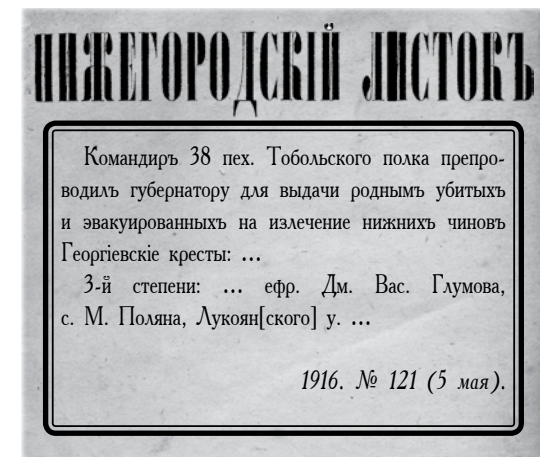 НИЖЕГОРОДСКІЙ ЛИСТОКЪ
Командиръ 38 пех. Тобольского полка препро-
водилъ губернатору для выдачи роднымъ убитыхъ
и эвакуированныхъ на излечение нижнихъ чиновъ
Георгіевскіе кресты: ...
3-й степени: ... ефр. Дм. Вас. Глумова,
с. М. Поляна, Лукоян[ского] у. ...
1916. № 121 (5 мая).